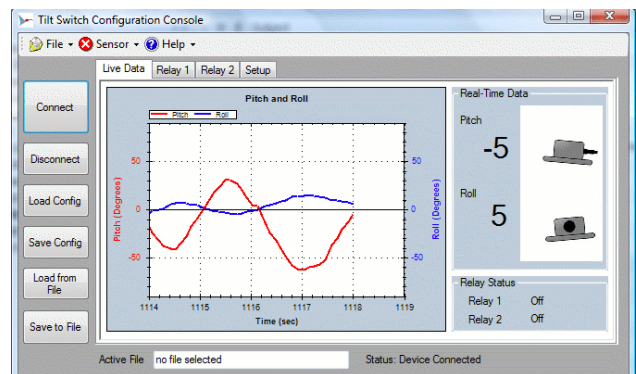 Tilt Switch Configuration Console
File Sensor Help
Live Data Relay 1 Relay 2 Setup
Connect
Disconnect
Load Config
Save Config
Load from
File
Save to File
Pitch and Roll
Pitch Roll
Pitch (Degrees)
50
0
-50
1114 1115 1116 1117 1118 1119
Time (sec)
50
0
-50
Roll (Degrees)
Real-Time Data
Pitch
-5
Roll
5
Relay Status
Relay 1 Off
Relay 2 Off
Active File no file selected Status: Device Connected